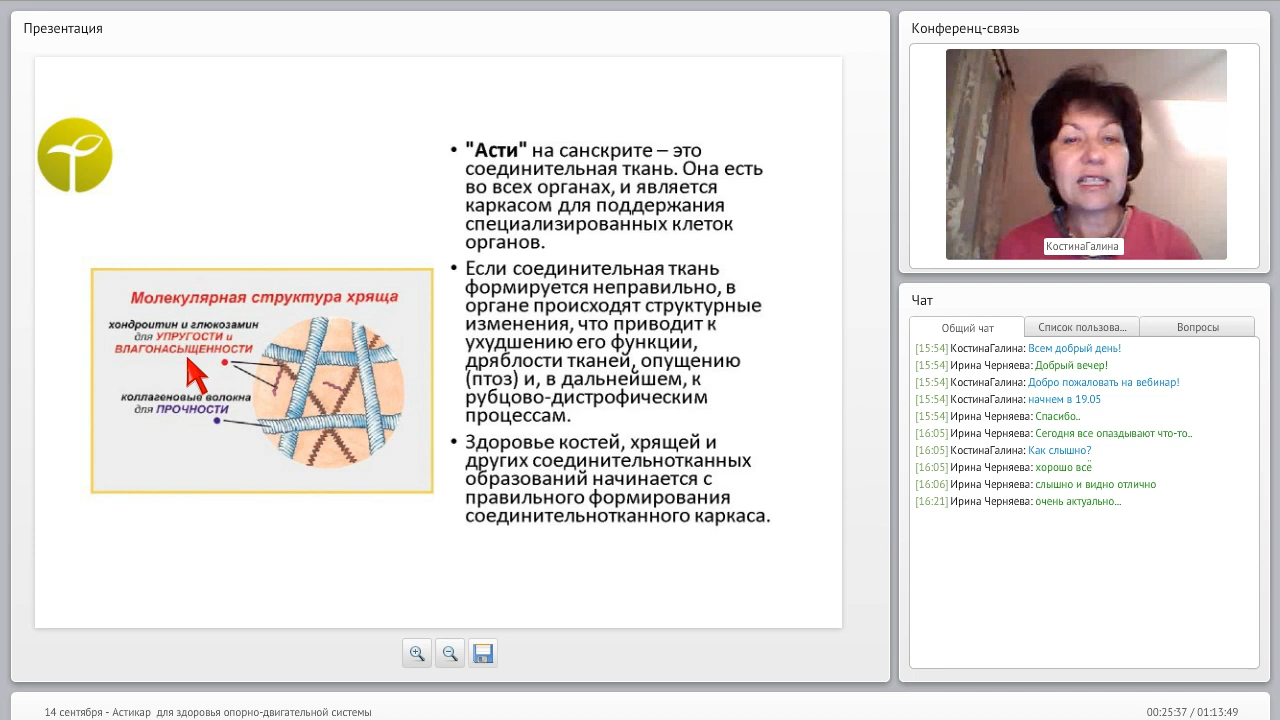 Презентация
"Асти" на санскрите – это
соединительная ткань. Она есть
во всех органах, и является
каркасом для поддержания
специализированных клеток
органов.
Если соединительная ткань
формируется неправильно, в
органе происходят структурные
изменения, что приводит к
ухудшению его функции,
дряблости тканей, опущению
(птоз) и, в дальнейшем, к
рубцово-дистрофическим
процессам.
Здоровье костей, хрящей и
других соединительнотканных
образований начинается с
правильного формирования
соединительнотканного каркаса.
Молекулярная структура хряща
хондроитин и глюкозамин
для УПРУГОСТИ и
ВЛАГОНАСЫЩЕННОСТИ
коллагеновые волокна
для ПРОЧНОСТИ
Конференц-связь
КостинаГалина
Чат
Общий чат
Список пользова...
Вопросы
[15:54] КостинаГалина: Всем добрый день!
[15:54] Ирина Черняева: Добрый вечер!
[15:54] КостинаГалина: Добро пожаловать на вебинар!
[15:54] КостинаГалина: начнем в 19.05
[15:54] Ирина Черняева: Спасибо..
[16:05] Ирина Черняева: Сегодня все опаздывают что-то..
[16:05] КостинаГалина: Как слышно?
[16:05] Ирина Черняева: хорошо всё
[16:06] Ирина Черняева: слышно и видно отлично
[16:21] Ирина Черняева: очень актуально...
14 сентября - Астикар для здоровья опорно-двигательной системы
00:25:37 / 01:13:49